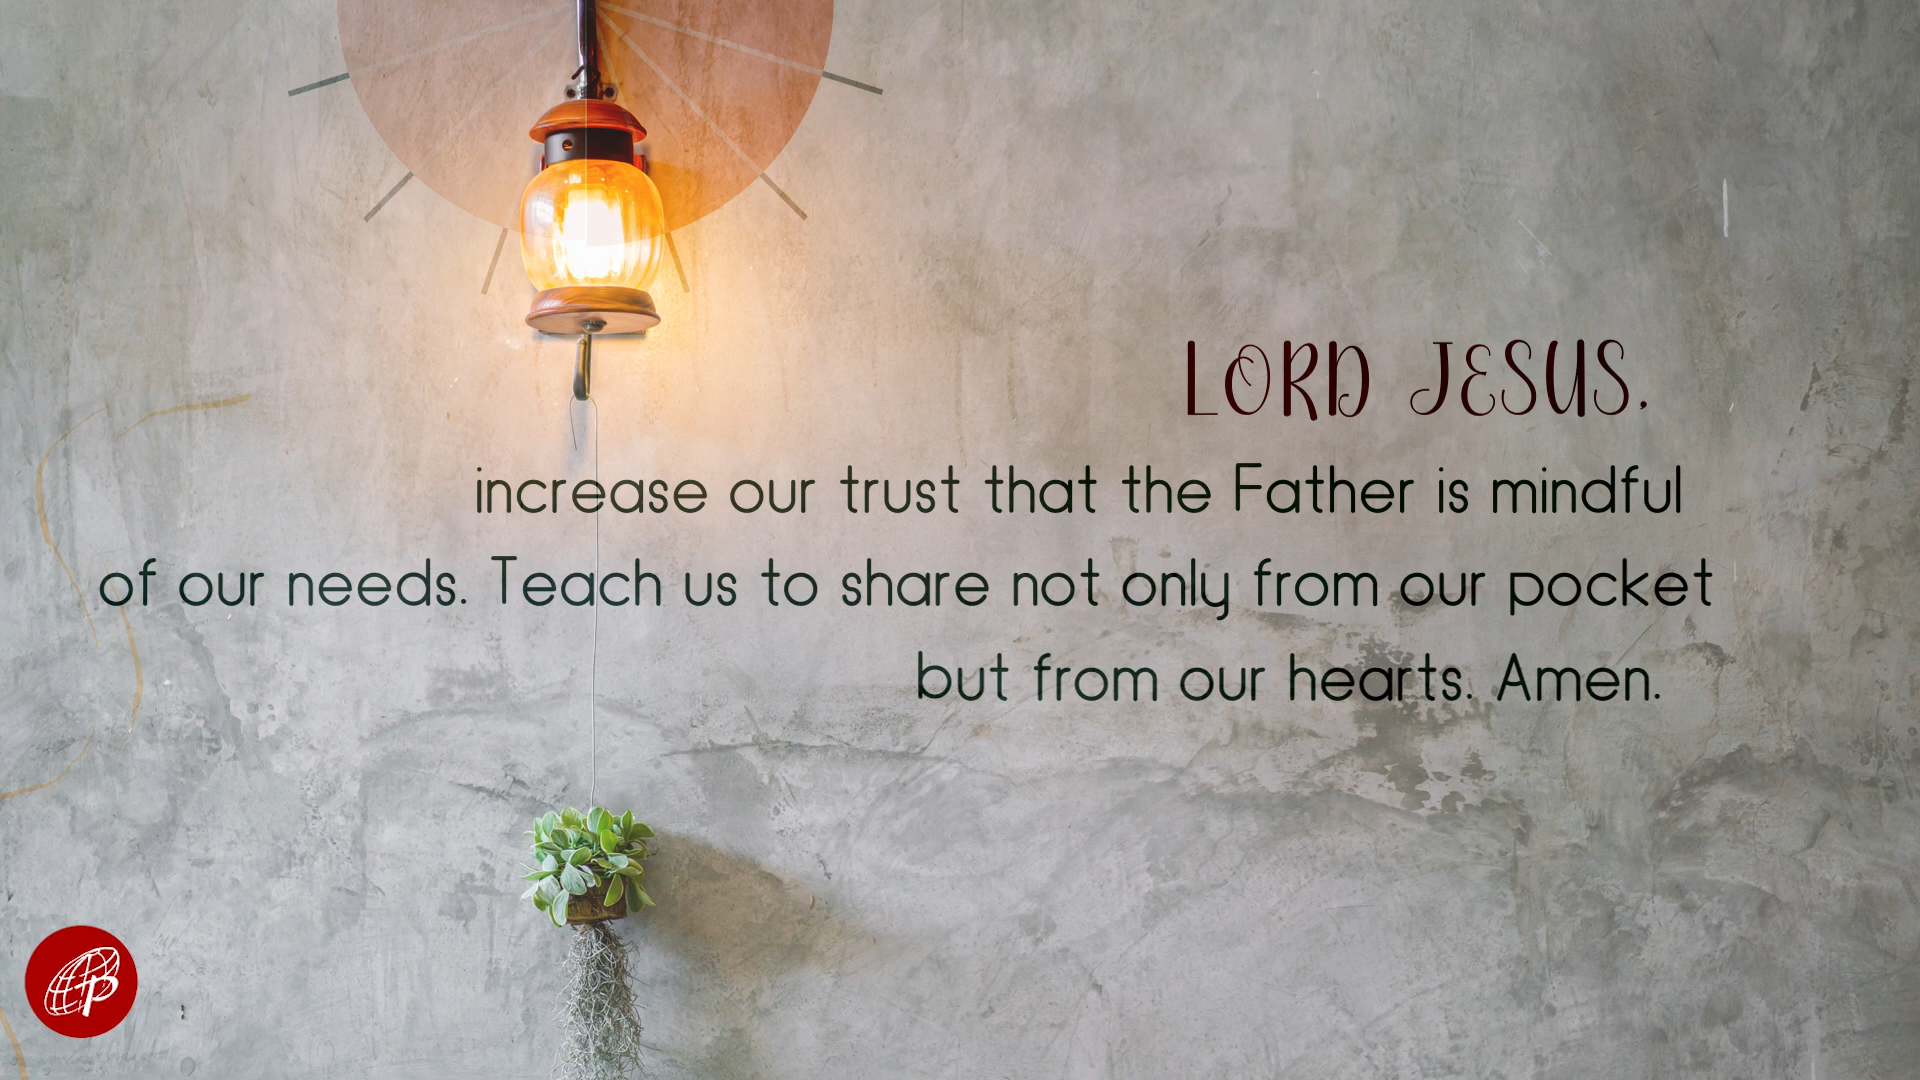 LORD JESUS,
increase our trust that the Father is mindful
of our needs. Teach us to share not only from our pocket
but from our hearts. Amen.
p